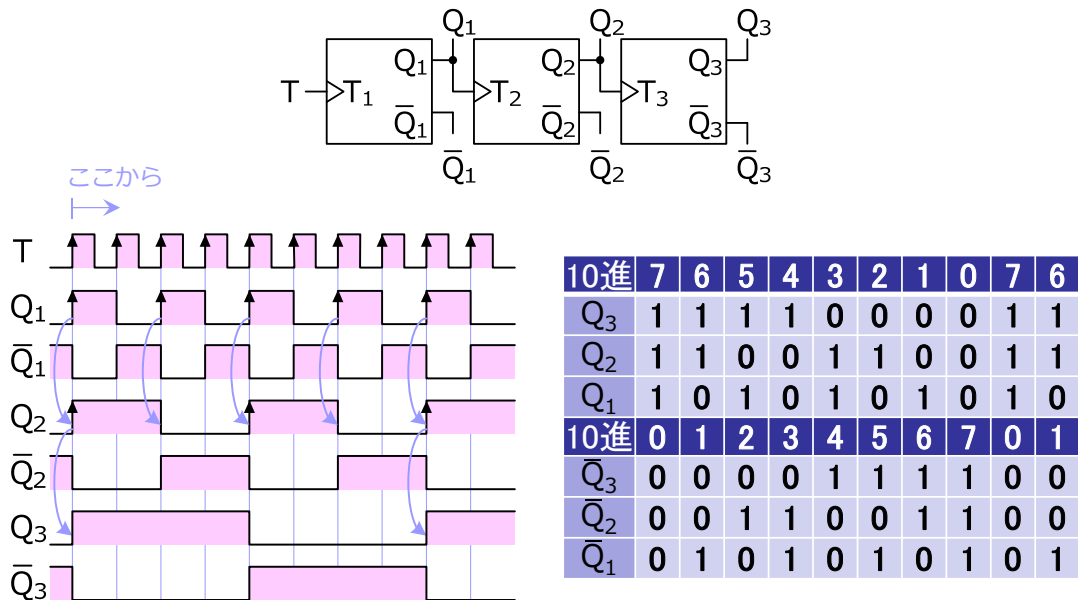 Q₁ Q₂ Q₃
T T₁ Q₁ T₂ Q₂ T₃ Q₃
Q̅₁ Q̅₂ Q̅₃
Q̅₁ Q̅₂ Q̅₃
ここから
T
Q₁
Q̅₁
Q₂
Q̅₂
Q₃
Q̅₃
10進 7 6 5 4 3 2 1 0 7 6
Q₃ 1 1 1 1 0 0 0 0 1 1
Q₂ 1 1 0 0 1 1 0 0 1 1
Q₁ 1 0 1 0 1 0 1 0 1 0
10進 0 1 2 3 4 5 6 7 0 1
Q̅₃ 0 0 0 0 1 1 1 1 0 0
Q̅₂ 0 0 1 1 0 0 1 1 0 0
Q̅₁ 0 1 0 1 0 1 0 1 0 1